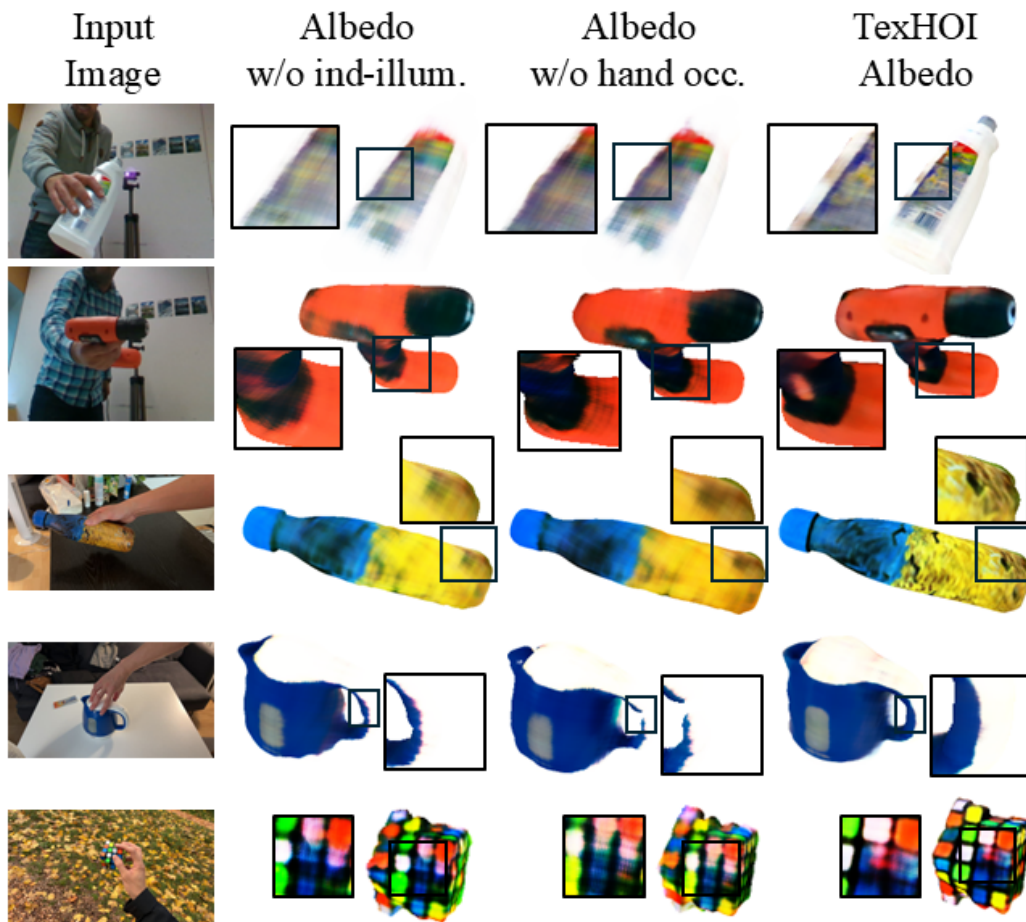 Input
Image
Albedo
w/o ind-illum.
Albedo
w/o hand occ.
TexHOI
Albedo